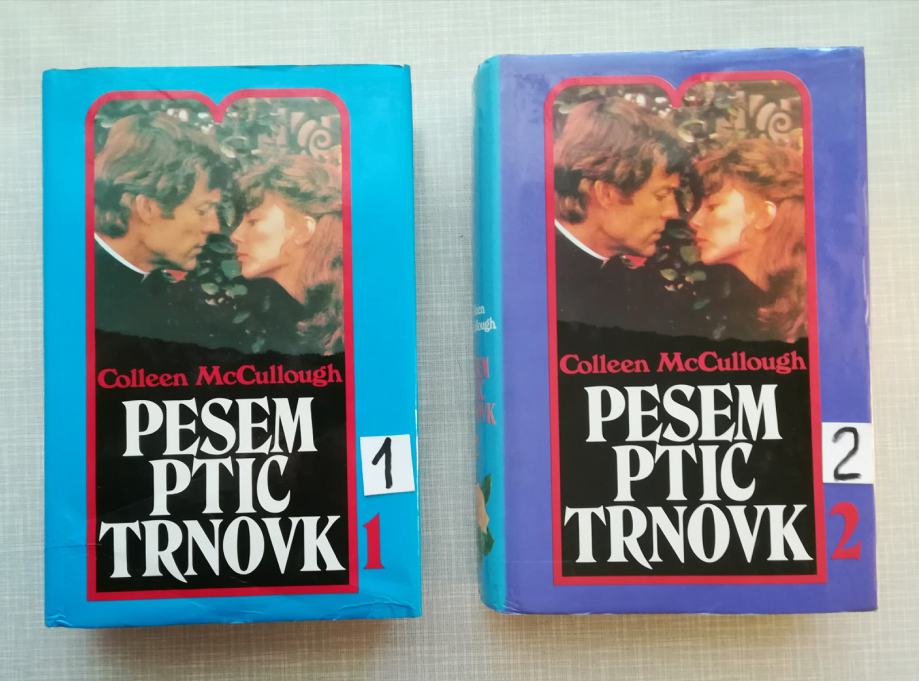 Colleen McCullough
PESEM
PTIC
TRNOVK
1
1
Colleen McCullough
PESEM
PTIC
TRNOVK
2
2